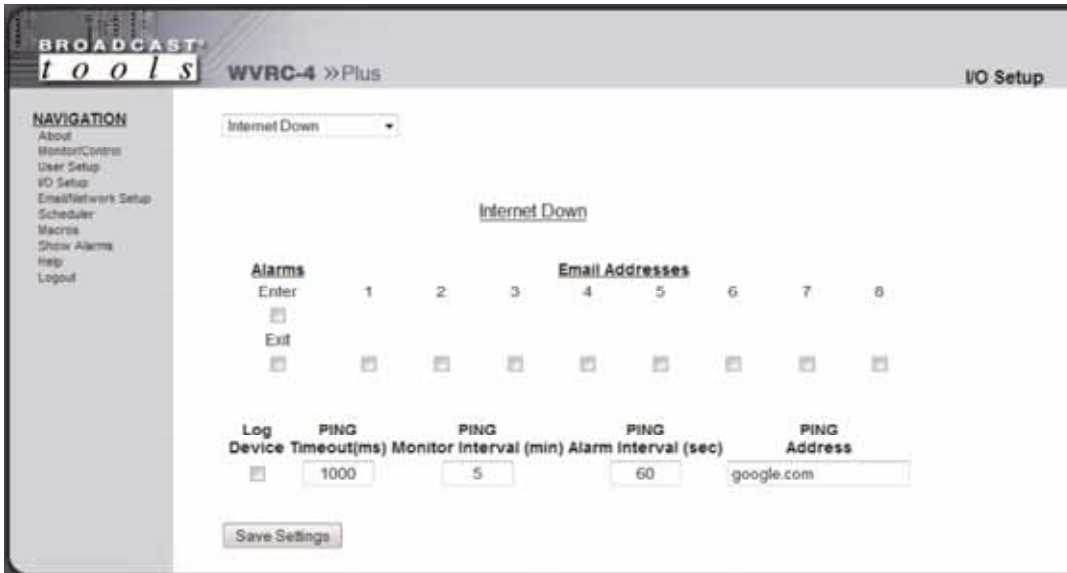 BROADCAST®
tools
WVRC-4 »Plus
I/O Setup
NAVIGATION
About
Monitor/Control
User Setup
I/O Setup
Email/Network Setup
Scheduler
Macros
Show Alarms
Help
Logout
Internet Down
Internet Down
Alarms Email Addresses
Enter 1 2 3 4 5 6 7 8
Exit
Log PING PING PING PING
Device Timeout(ms) Monitor Interval (min) Alarm Interval (sec) Address
1000 5 60 google.com
Save Settings